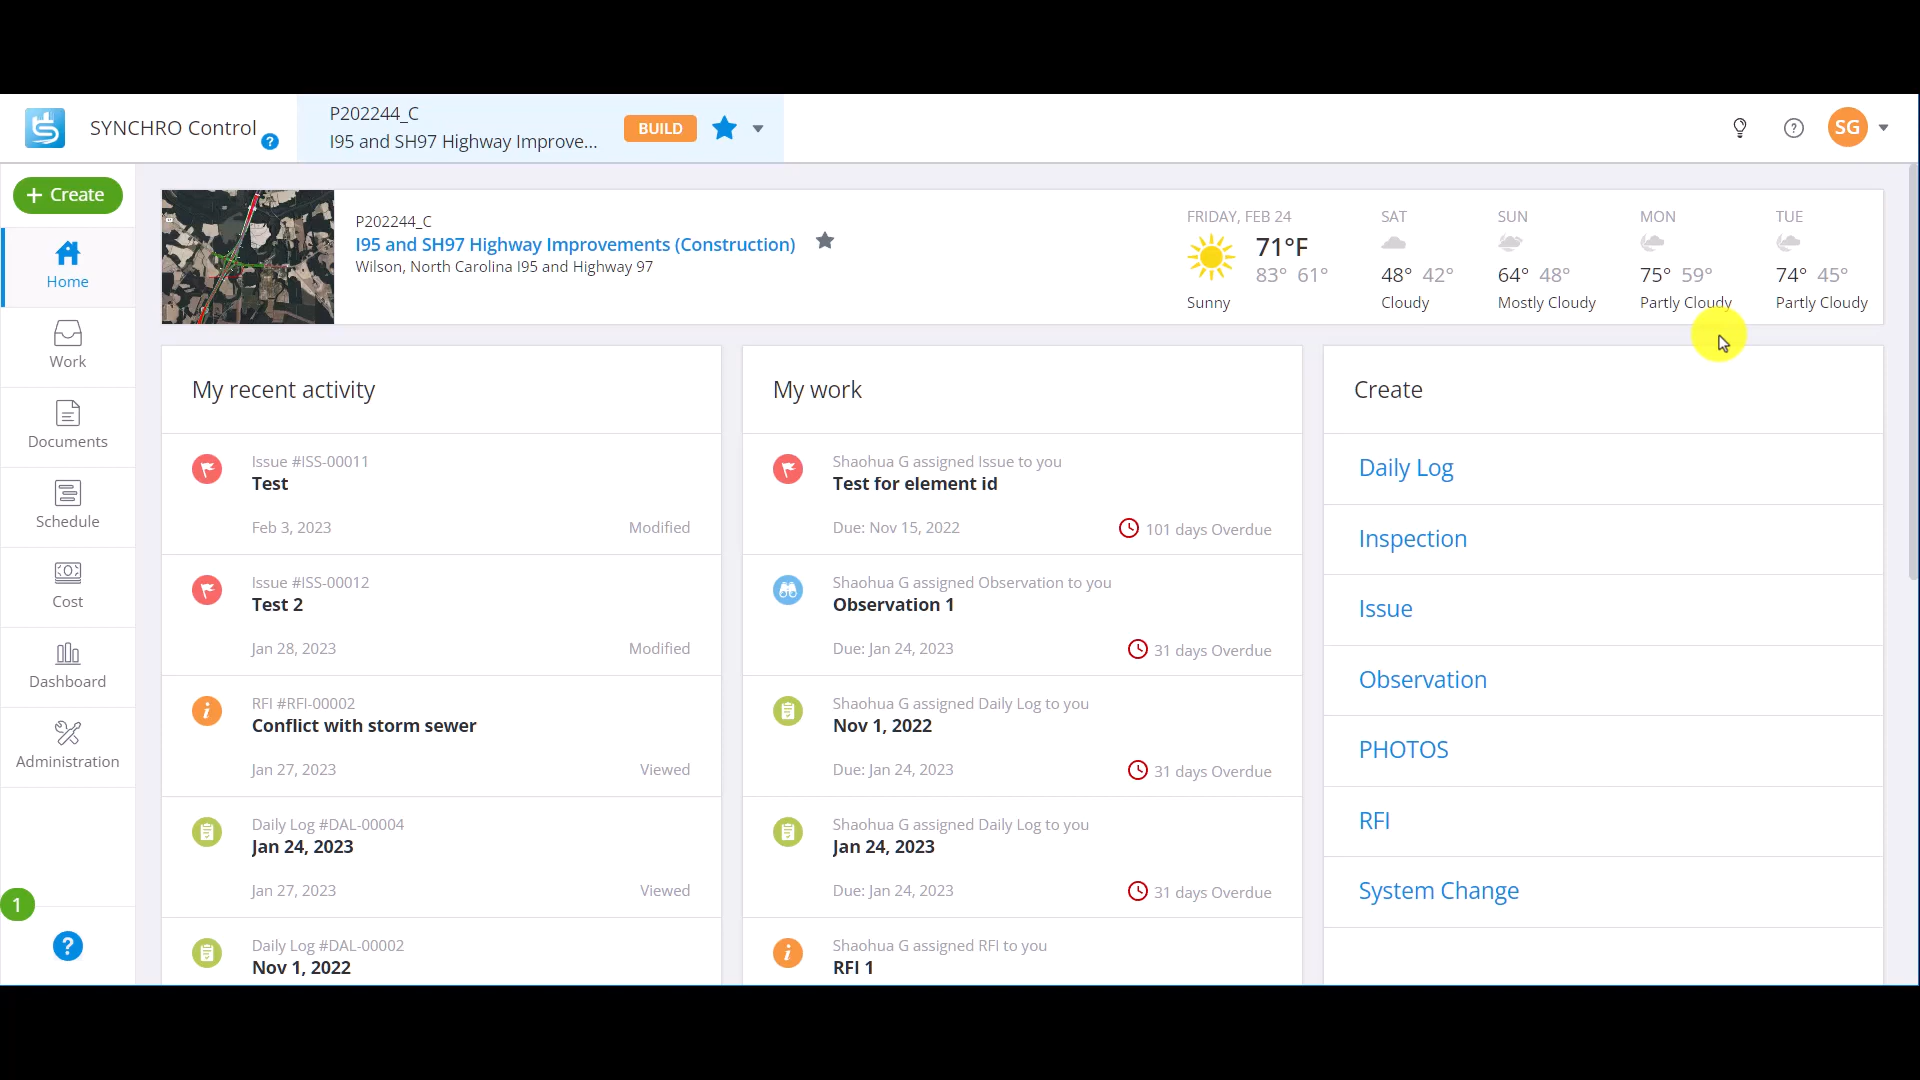 SYNCHRO Control
?
P202244_C
I95 and SH97 Highway Improve...
BUILD
?
SG
+ Create
Home
Work
Documents
Schedule
Cost
Dashboard
Administration
1
?
P202244_C
I95 and SH97 Highway Improvements (Construction)
Wilson, North Carolina I95 and Highway 97
FRIDAY, FEB 24
71°F
83° 61°
Sunny
SAT
48° 42°
Cloudy
SUN
64° 48°
Mostly Cloudy
MON
75° 59°
Partly Cloudy
TUE
74° 45°
Partly Cloudy
My recent activity
Issue #ISS-00011
Test
Feb 3, 2023 Modified
Issue #ISS-00012
Test 2
Jan 28, 2023 Modified
RFI #RFI-00002
Conflict with storm sewer
Jan 27, 2023 Viewed
Daily Log #DAL-00004
Jan 24, 2023
Jan 27, 2023 Viewed
Daily Log #DAL-00002
Nov 1, 2022
My work
Shaohua G assigned Issue to you
Test for element id
Due: Nov 15, 2022 101 days Overdue
Shaohua G assigned Observation to you
Observation 1
Due: Jan 24, 2023 31 days Overdue
Shaohua G assigned Daily Log to you
Nov 1, 2022
Due: Jan 24, 2023 31 days Overdue
Shaohua G assigned Daily Log to you
Jan 24, 2023
Due: Jan 24, 2023 31 days Overdue
Shaohua G assigned RFI to you
RFI 1
Create
Daily Log
Inspection
Issue
Observation
PHOTOS
RFI
System Change